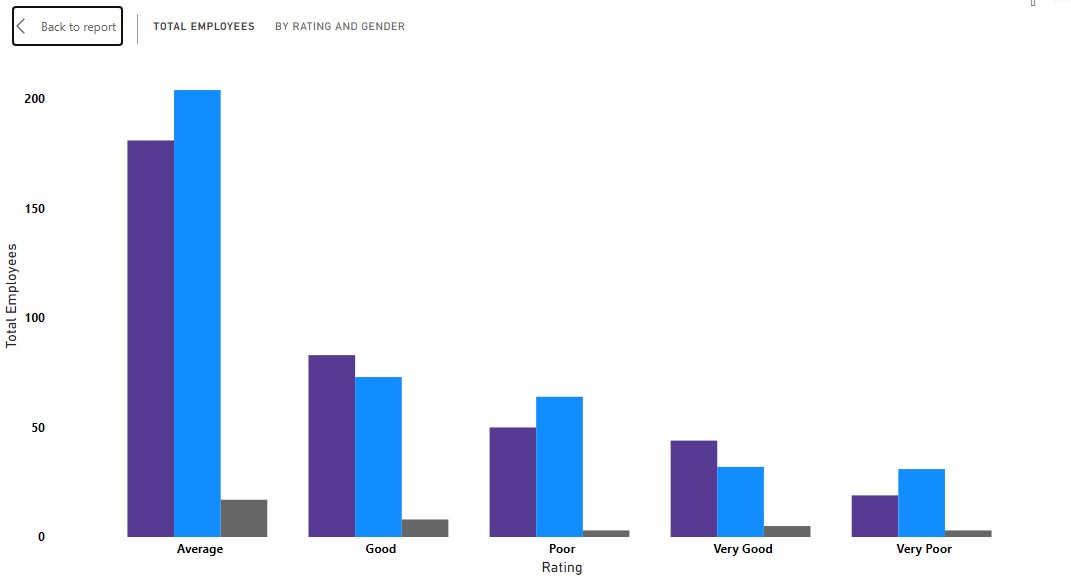 Back to report
TOTAL EMPLOYEES BY RATING AND GENDER
200
150
100
50
0
Total Employees
Average Good Poor Very Good Very Poor
Rating